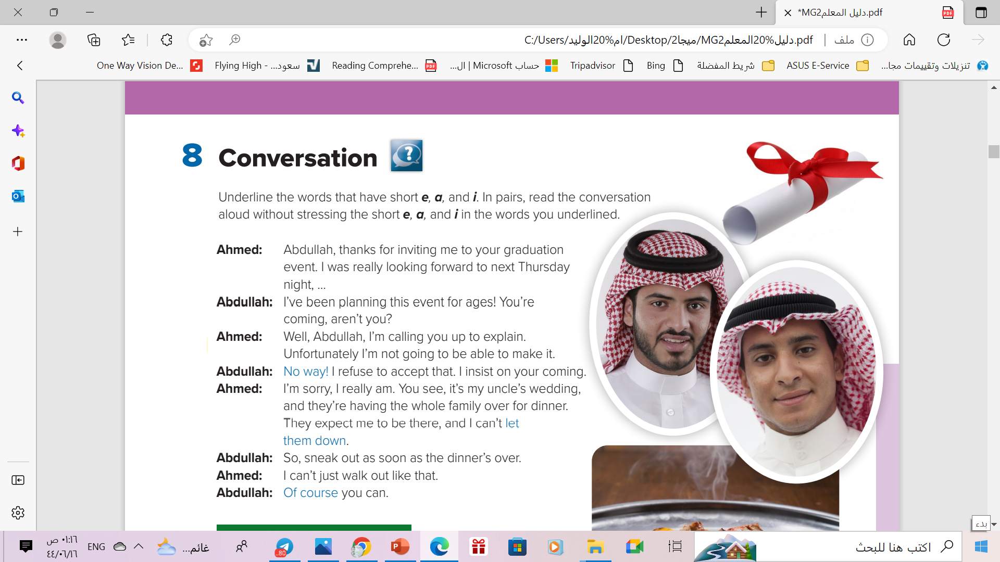 *MG2دليل المعلم.pdf
ملف
C:/Users/ام%20الوليد/Desktop/ميجا2/MG2دليل%20المعلم.pdf
One Way Vision De...
Flying High - سعود...
Reading Comprehe...
حساب Microsoft | ال...
Tripadvisor
Bing
شريط المفضلة
ASUS E-Service
تنزيلات وتقييمات مجا...
8 Conversation
Underline the words that have short e, a, and i. In pairs, read the conversation
aloud without stressing the short e, a, and i in the words you underlined.
Ahmed: Abdullah, thanks for inviting me to your graduation
event. I was really looking forward to next Thursday
night, ...
Abdullah: I've been planning this event for ages! You're
coming, aren't you?
Ahmed: Well, Abdullah, I'm calling you up to explain.
Unfortunately I'm not going to be able to make it.
Abdullah: No way! I refuse to accept that. I insist on your coming.
Ahmed: I'm sorry, I really am. You see, it's my uncle's wedding,
and they're having the whole family over for dinner.
They expect me to be there, and I can't let
them down.
Abdullah: So, sneak out as soon as the dinner's over.
Ahmed: I can't just walk out like that.
Abdullah: Of course you can.
بدء
٠١:١٦ ص
٤٤/٠٦/١٦
ENG
غائم...
..80
اكتب هنا للبحث